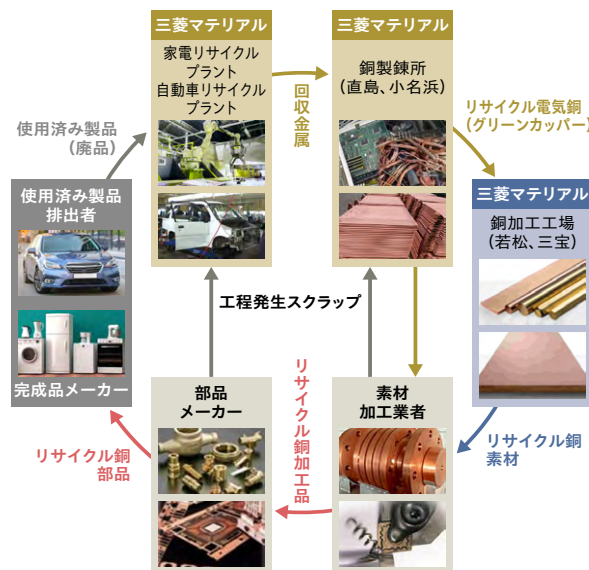 三菱マテリアル
家電リサイクル
プラント
自動車リサイクル
プラント
回収金属
三菱マテリアル
銅製錬所
(直島、小名浜)
リサイクル電気銅
(グリーンカッパー)
使用済み製品
(廃品)
使用済み製品
排出者
完成品メーカー
三菱マテリアル
銅加工工場
(若松、三宝)
工程発生スクラップ
部品
メーカー
リサイクル銅加工品
素材
加工業者
リサイクル銅
部品
リサイクル銅
素材